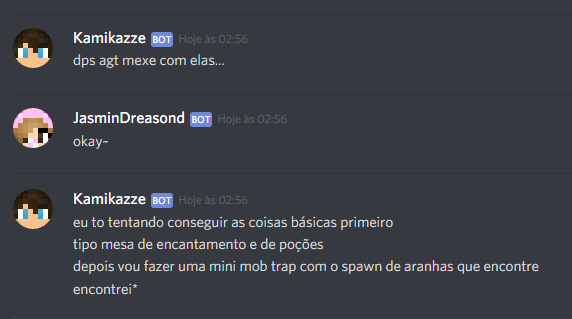 Kamikazze BOT Hoje às 02:56
dps agt mexe com elas...
JasminDreasond BOT Hoje às 02:56
okay~
Kamikazze BOT Hoje às 02:56
eu to tentando conseguir as coisas básicas primeiro
tipo mesa de encantamento e de poções
depois vou fazer uma mini mob trap com o spawn de aranhas que encontre
encontrei*